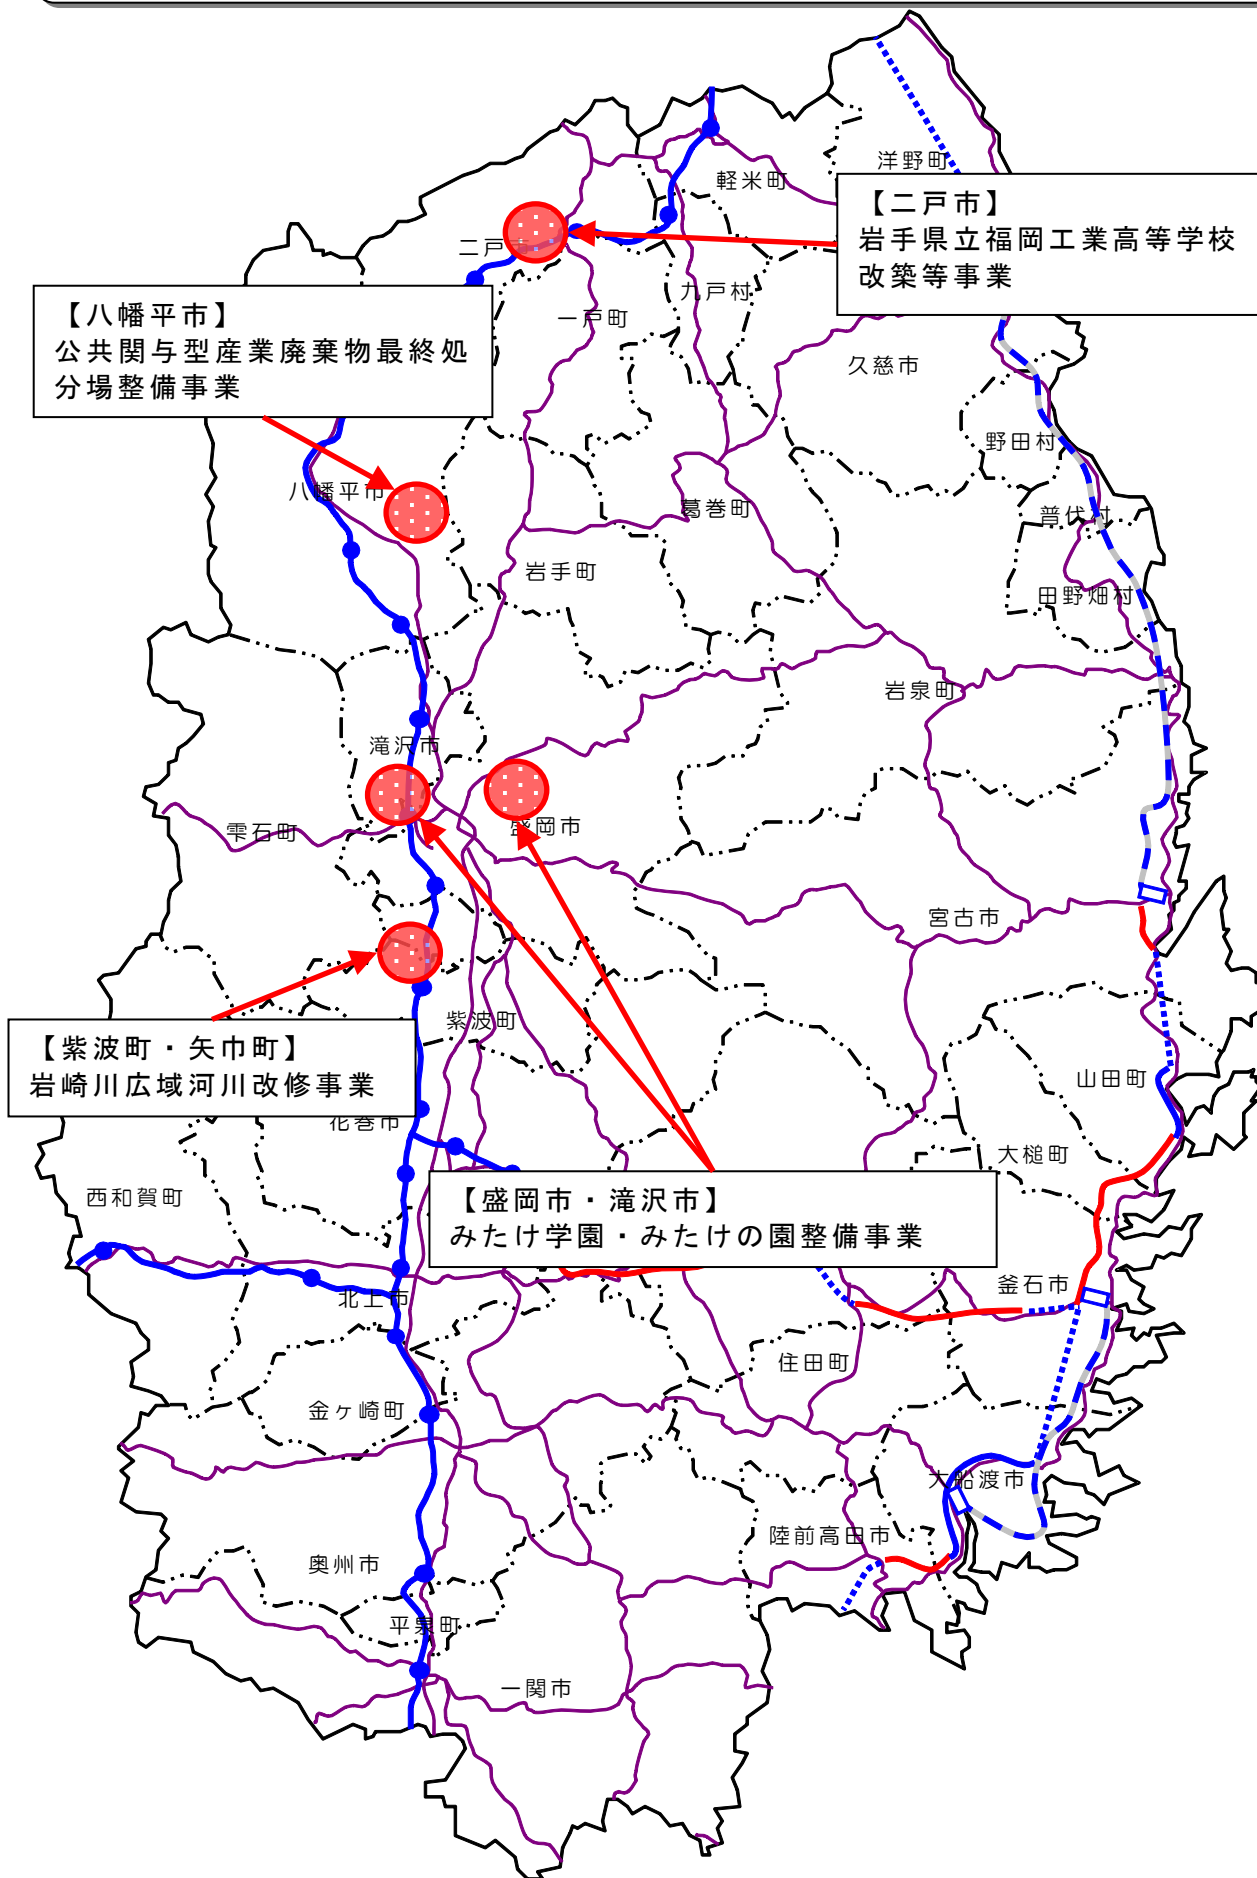 洋野町
軽米町
【二戸市】
岩手県立福岡工業高等学校
改築等事業
二戸市
九戸村
一戸町
【八幡平市】
公共関与型産業廃棄物最終処
分場整備事業
久慈市
野田村
八幡平市
葛巻町
普代村
岩手町
田野畑村
岩泉町
滝沢市
盛岡市
雫石町
宮古市
紫波町
【紫波町・矢巾町】
岩崎川広域河川改修事業
山田町
花巻市
大槌町
【盛岡市・滝沢市】
みたけ学園・みたけの園整備事業
西和賀町
釜石市
北上市
住田町
金ヶ崎町
大船渡市
陸前高田市
奥州市
平泉町
一関市